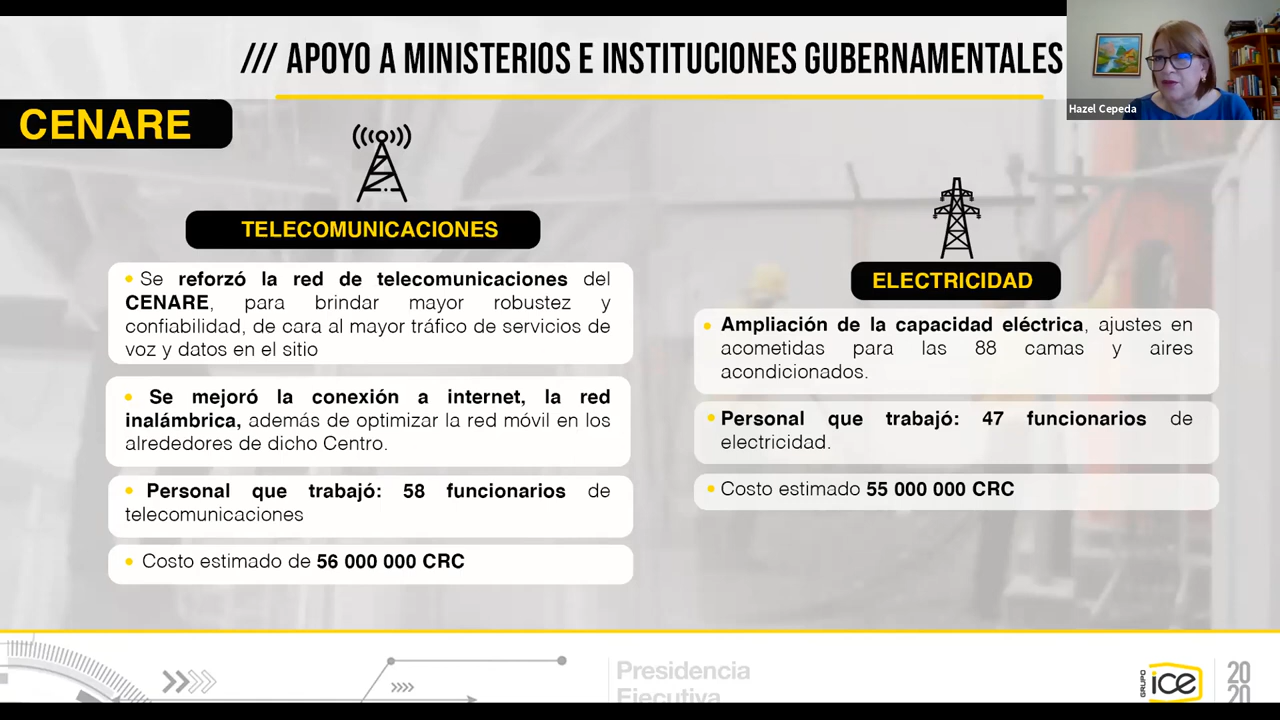 /// APOYO A MINISTERIOS E INSTITUCIONES GUBERNAMENTALES
Hazel Cepeda
CENARE
TELECOMUNICACIONES
• Se reforzó la red de telecomunicaciones del
CENARE, para brindar mayor robustez y
confiabilidad, de cara al mayor tráfico de servicios de
voz y datos en el sitio
• Se mejoró la conexión a internet, la red
inalámbrica, además de optimizar la red móvil en los
alrededores de dicho Centro.
• Personal que trabajó: 58 funcionarios de
telecomunicaciones
• Costo estimado de 56 000 000 CRC
ELECTRICIDAD
• Ampliación de la capacidad eléctrica, ajustes en
acometidas para las 88 camas y aires
acondicionados.
• Personal que trabajó: 47 funcionarios de
electricidad.
• Costo estimado 55 000 000 CRC
Presidencia
Ejecutiva
GRUPO
ice
20
20